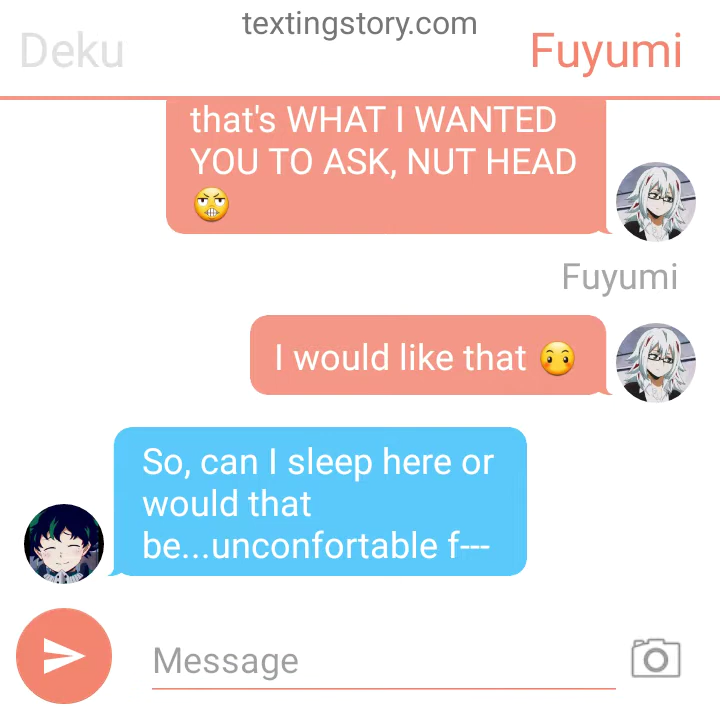 textingstory.com
Deku
Fuyumi
that's WHAT I WANTED
YOU TO ASK, NUT HEAD
😬
Fuyumi
I would like that 😶
So, can I sleep here or
would that
be...unconfortable f---
Message